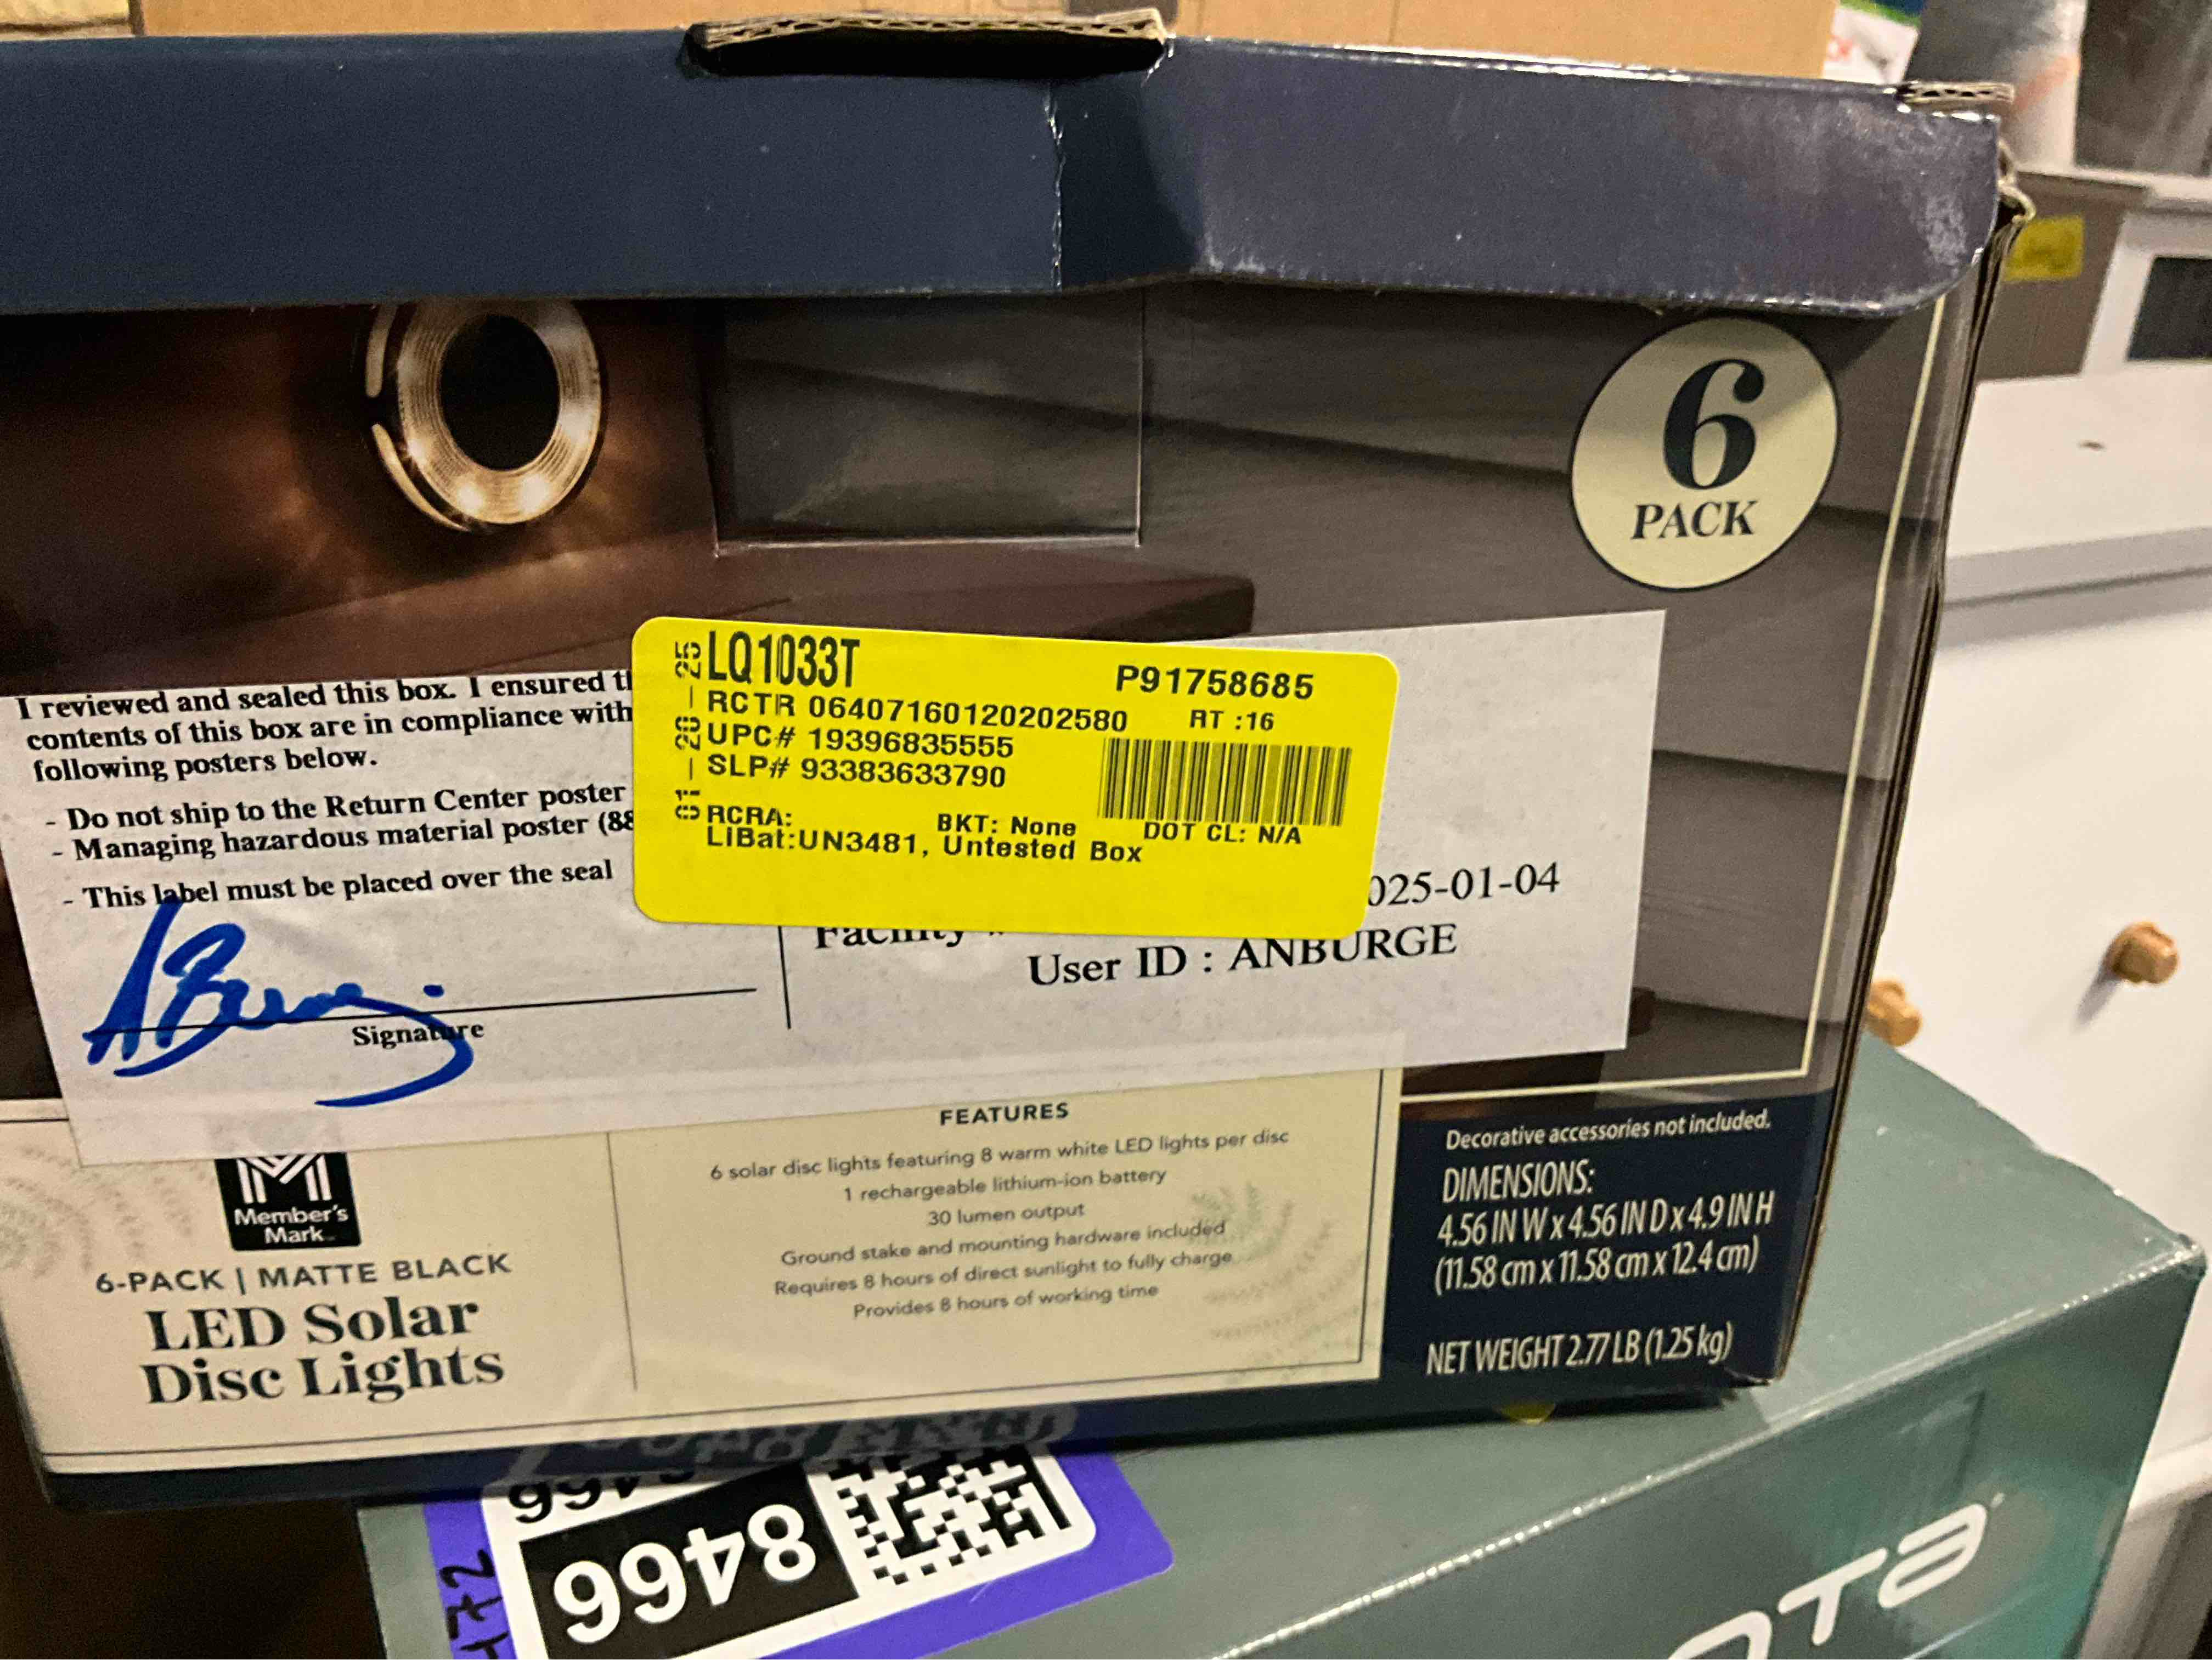 6
PACK
I reviewed and sealed this box. I ensured
contents of this box are in compliance with
following posters below.
- Do not ship to the Return Center poster
- Managing hazardous material poster (88
- This label must be placed over the seal
Signature
LQ1033T
P91758685
RCTR 06407160120202580
RT :16
UPC# 19396835555
SLP# 93383633790
RCRA:
BKT: None
DOT CL: N/A
LiBat:UN3481, Untested Box
025-01-04
Facility
User ID : ANBURGE
Member's
Mark
6-PACK | MATTE BLACK
LED Solar
Disc Lights
FEATURES
6 solar disc lights featuring 8 warm white LED lights per disc
1 rechargeable lithium-ion battery
30 lumen output
Ground stake and mounting hardware included
Requires 8 hours of direct sunlight to fully charge
Provides 8 hours of working time
Decorative accessories not included.
DIMENSIONS:
4.56 IN W x 4.56 IN D x 4.9 IN H
(11.58 cm x 11.58 cm x 12.4 cm)
NET WEIGHT 2.77 LB (1.25 kg)
8466
472